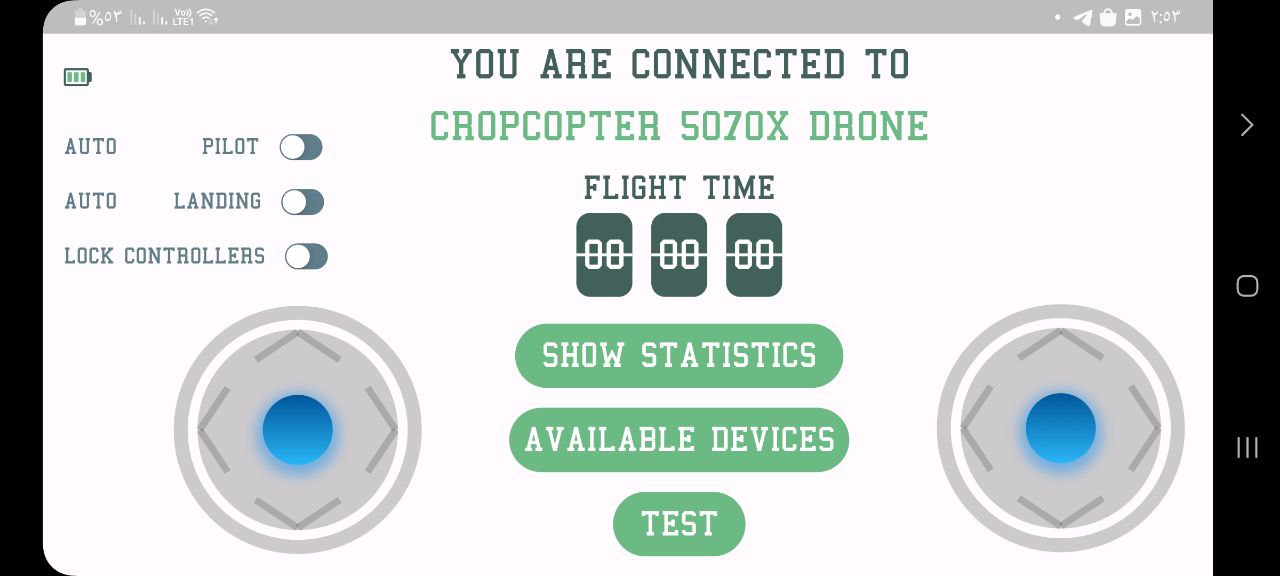 %٥٣ Vo)) LTE1 ٢:٥٣
YOU ARE CONNECTED TO
CROPCOPTER 5070X DRONE
AUTO PILOT
AUTO LANDING
LOCK CONTROLLERS
FLIGHT TIME
00 00 00
SHOW STATISTICS
AVAILABLE DEVICES
TEST